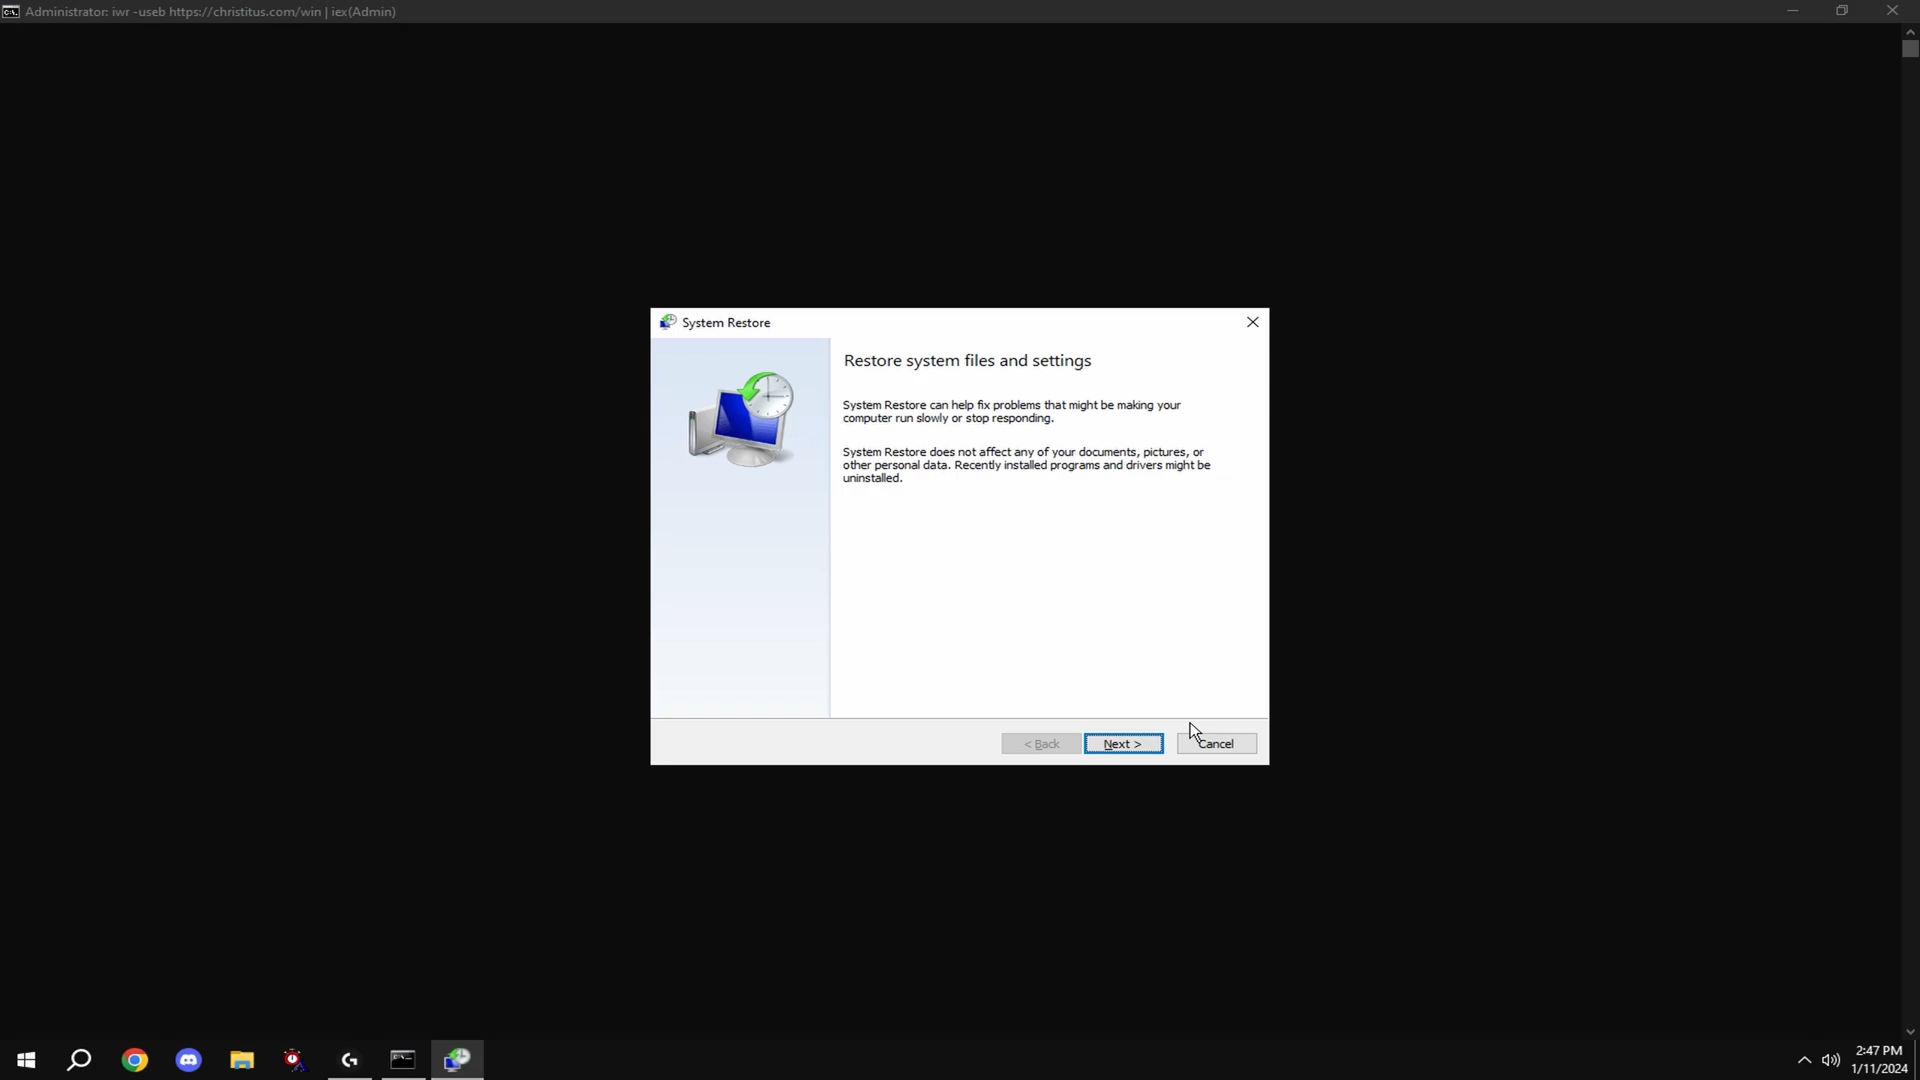 Administrator: iwr -useb https://christitus.com/win | iex(Admin)
System Restore
Restore system files and settings
System Restore can help fix problems that might be making your
computer run slowly or stop responding.
System Restore does not affect any of your documents, pictures, or
other personal data. Recently installed programs and drivers might be
uninstalled.
< Back
Next >
Cancel
2:47 PM
1/11/2024